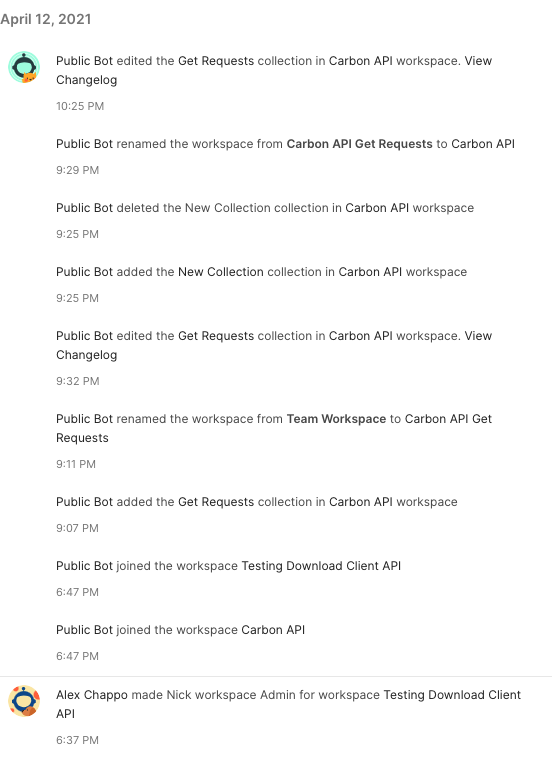 April 12, 2021
Public Bot edited the Get Requests collection in Carbon API workspace. View
Changelog
10:25 PM
Public Bot renamed the workspace from Carbon API Get Requests to Carbon API
9:29 PM
Public Bot deleted the New Collection collection in Carbon API workspace
9:25 PM
Public Bot added the New Collection collection in Carbon API workspace
9:25 PM
Public Bot edited the Get Requests collection in Carbon API workspace. View
Changelog
9:32 PM
Public Bot renamed the workspace from Team Workspace to Carbon API Get
Requests
9:11 PM
Public Bot added the Get Requests collection in Carbon API workspace
9:07 PM
Public Bot joined the workspace Testing Download Client API
6:47 PM
Public Bot joined the workspace Carbon API
6:47 PM
Alex Chappo made Nick workspace Admin for workspace Testing Download Client
API
6:37 PM